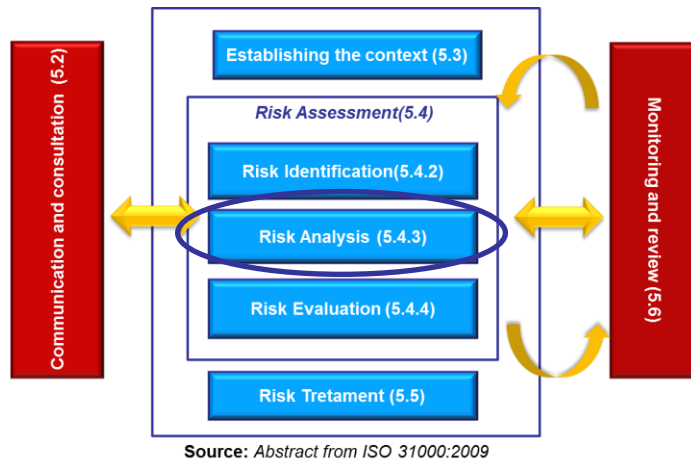 Establishing the context (5.3)
Communication and consultation (5.2)
Risk Assessment(5.4)
Risk Identification(5.4.2)
Risk Analysis (5.4.3)
Risk Evaluation (5.4.4)
Monitoring and review (5.6)
Risk Tretament (5.5)
Source: Abstract from ISO 31000:2009